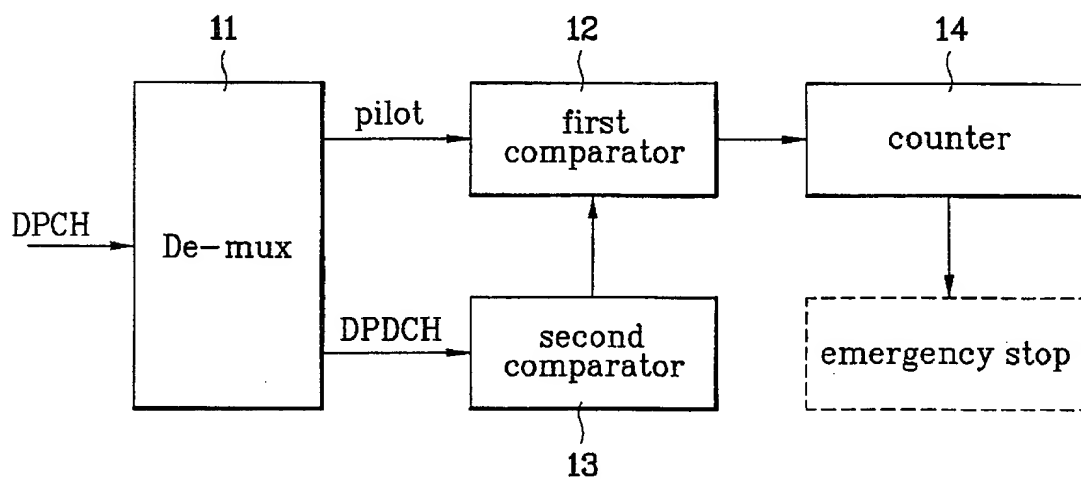 11
12
14
pilot
first
comparator
counter
DPCH
De-mux
DPDCH
second
comparator
emergency stop
13